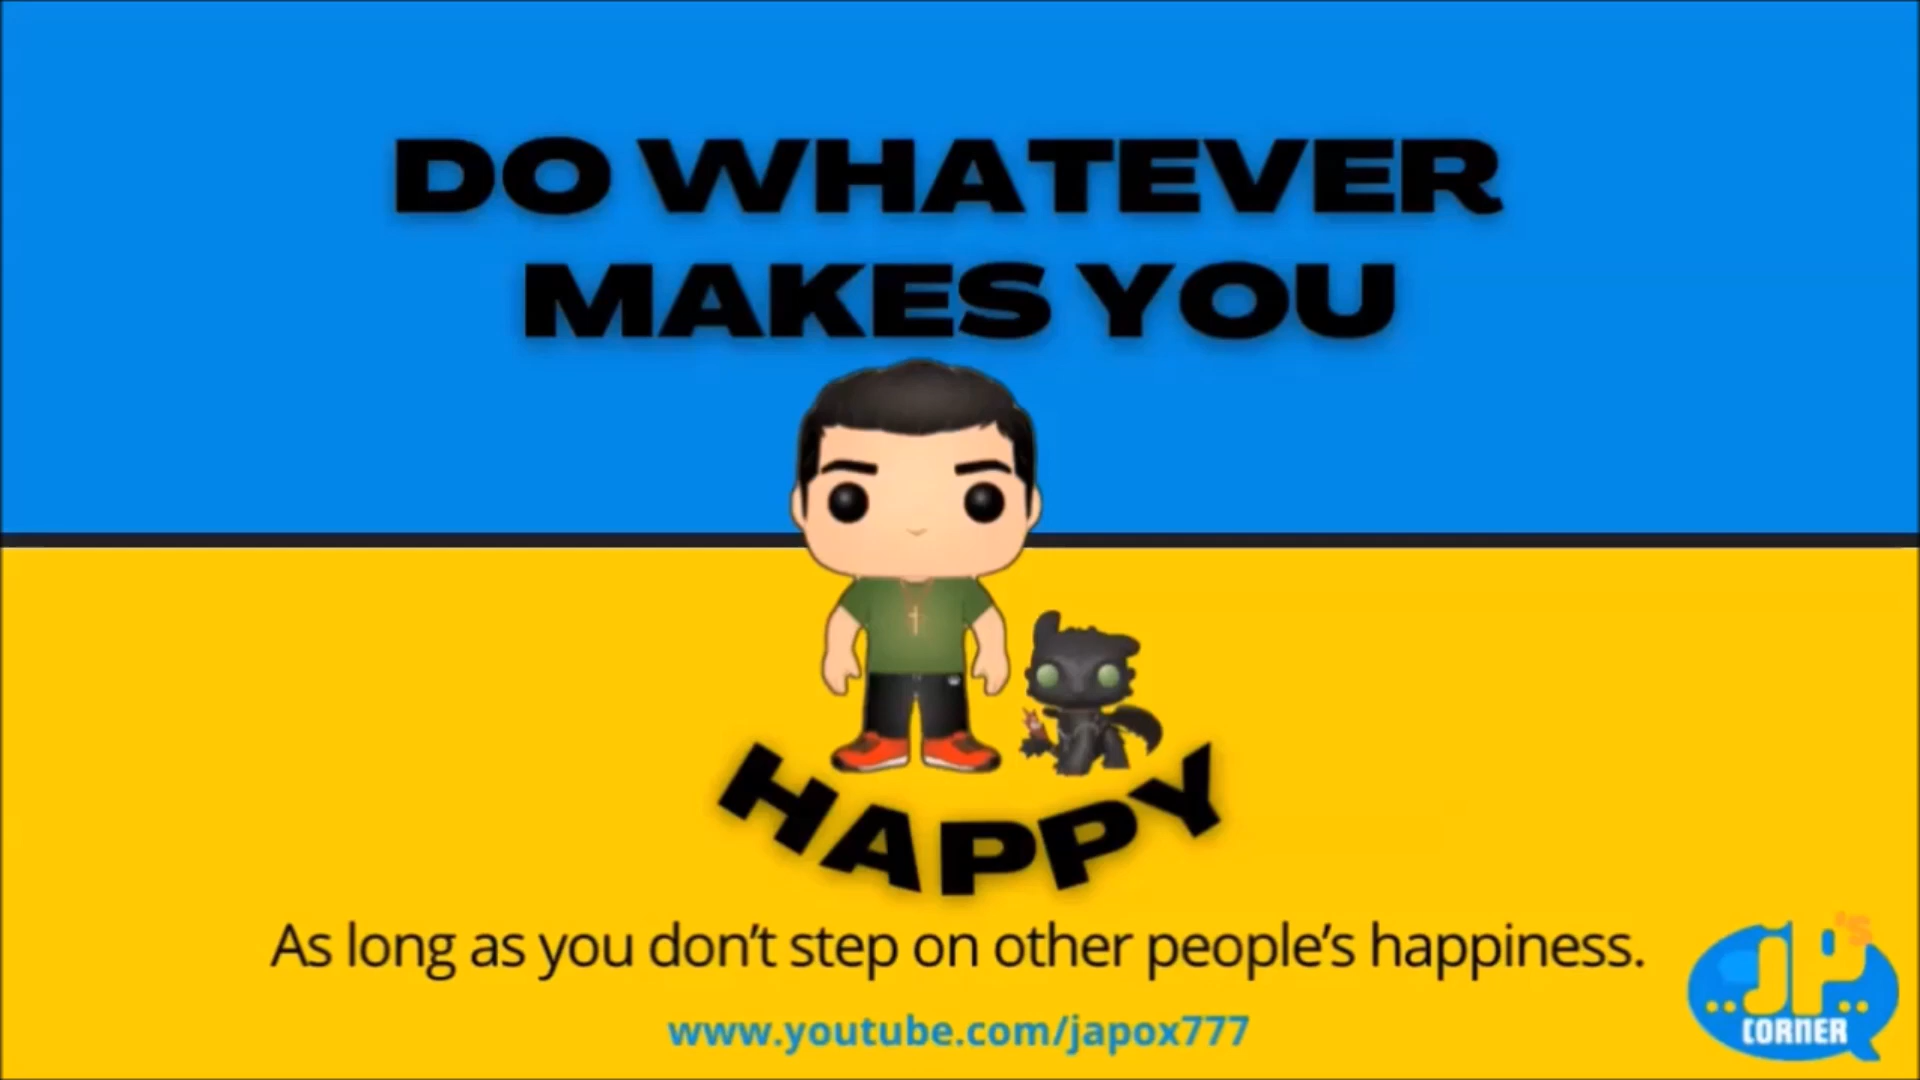 DO WHATEVER
MAKES YOU
HAPPY
As long as you don't step on other people's happiness.
www.youtube.com/japox777
JP'S
CORNER